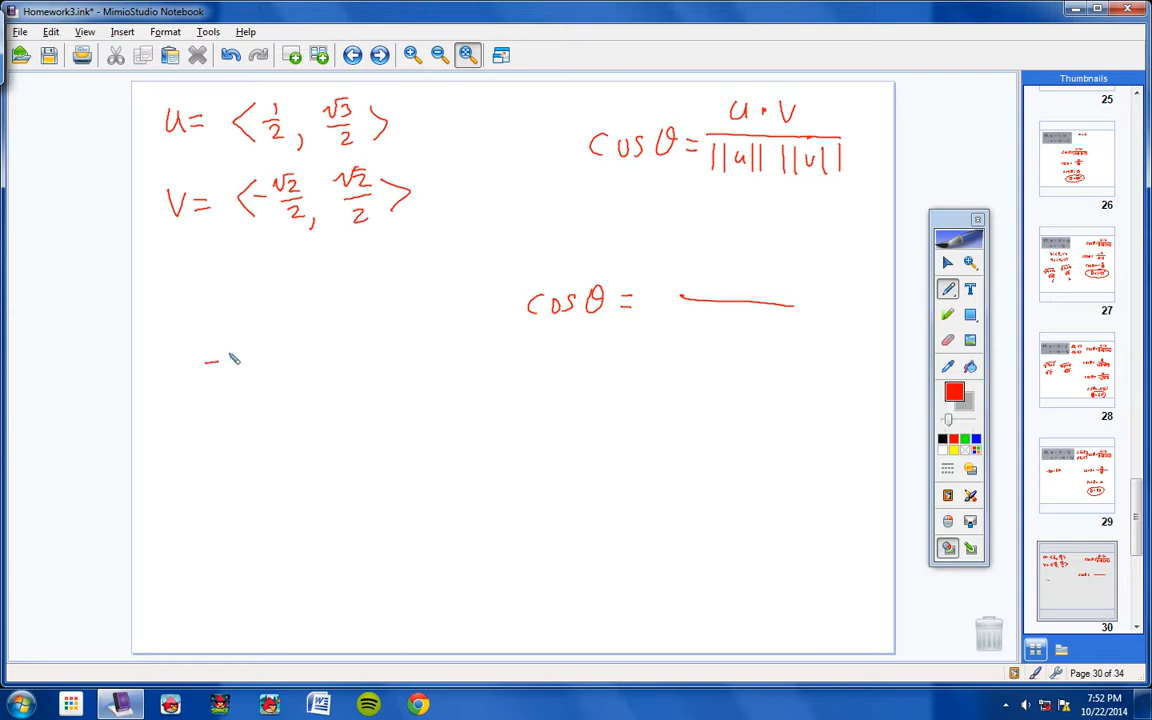 Homework3.ink* - MimioStudio Notebook
File Edit View Insert Format Tools Help
Thumbnails
u = < 1/2 , √3/2 >
v = < -√2/2 , √2/2 >
cos θ = u · v / ||u|| ||v||
cos θ = ——
-
25
26
27
28
29
30
Page 30 of 34
7:52 PM
10/22/2014